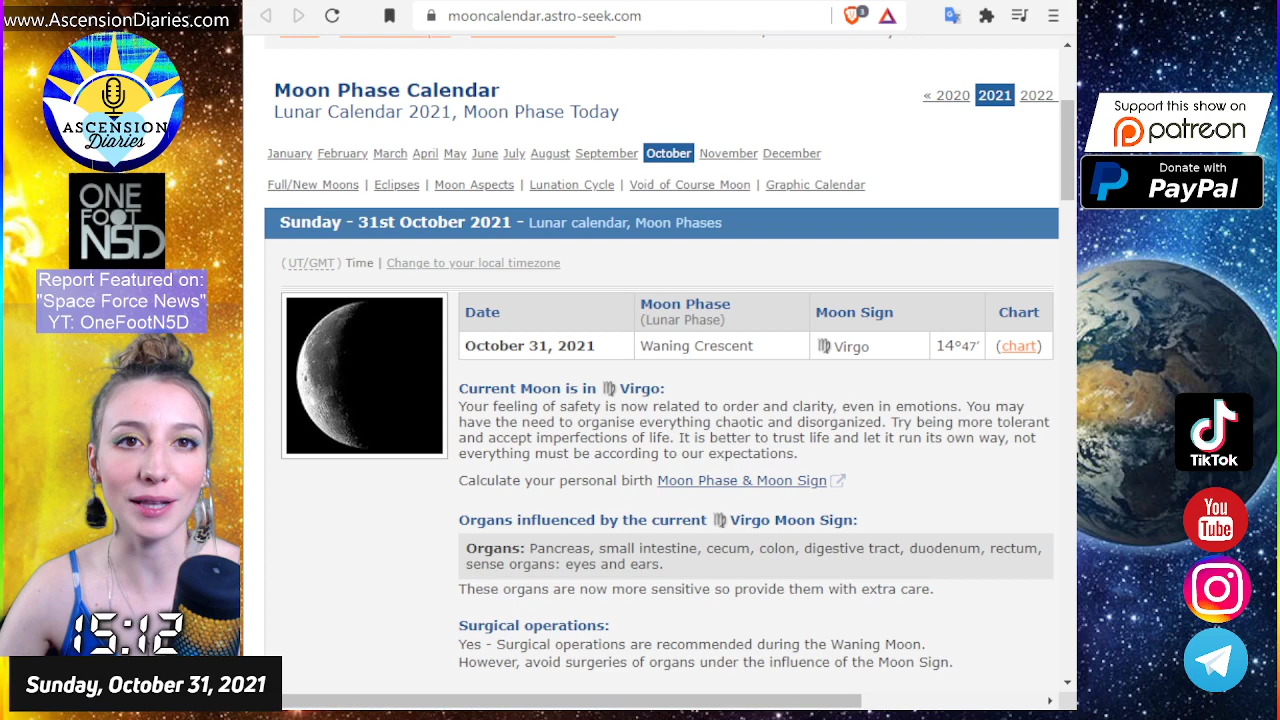 www.AscensionDiaries.com
ASCENSION
Diaries
ONE
FOOT
N5D
Report Featured on:
"Space Force News"
YT: OneFootN5D
15:12
Sunday, October 31, 2021
mooncalendar.astro-seek.com
Moon Phase Calendar
Lunar Calendar 2021, Moon Phase Today
« 2020 2021 2022
January February March April May June July August September October November December
Full/New Moons | Eclipses | Moon Aspects | Lunation Cycle | Void of Course Moon | Graphic Calendar
Sunday - 31st October 2021 - Lunar calendar, Moon Phases
(UT/GMT) Time | Change to your local timezone
Date Moon Phase (Lunar Phase) Moon Sign Chart
October 31, 2021 Waning Crescent ♍ Virgo 14°47' (chart)
Current Moon is in ♍ Virgo:
Your feeling of safety is now related to order and clarity, even in emotions. You may
have the need to organise everything chaotic and disorganized. Try being more tolerant
and accept imperfections of life. It is better to trust life and let it run its own way, not
everything must be according to our expectations.
Calculate your personal birth Moon Phase & Moon Sign
Organs influenced by the current ♍ Virgo Moon Sign:
Organs: Pancreas, small intestine, cecum, colon, digestive tract, duodenum, rectum,
sense organs: eyes and ears.
These organs are now more sensitive so provide them with extra care.
Surgical operations:
Yes - Surgical operations are recommended during the Waning Moon.
However, avoid surgeries of organs under the influence of the Moon Sign.
Support this show on
patreon
Donate with
PayPal
TikTok
You
Tube